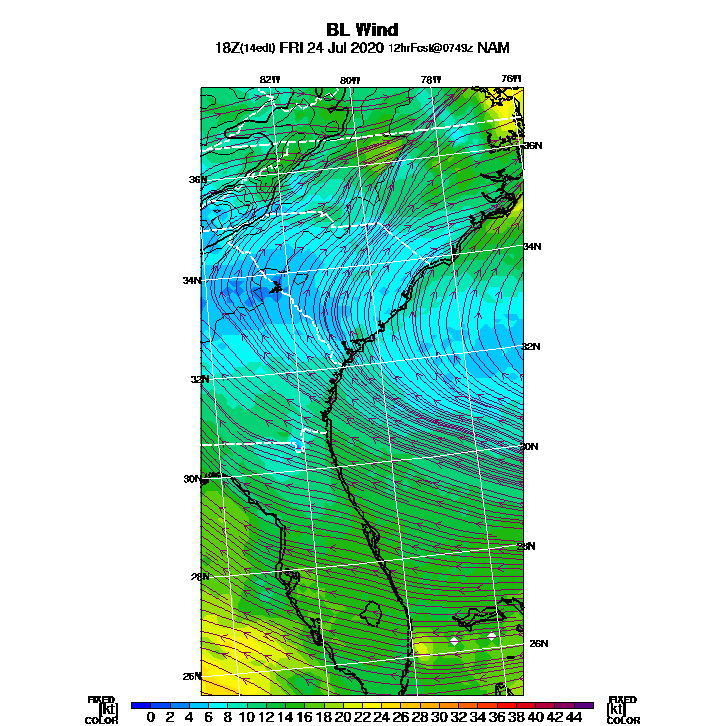 BL Wind
18Z(14edt) FRI 24 Jul 2020 12hrFcst@0749z NAM
82W 80W 78W 76W
36N
36N
34N
34N
32N
32N
30N
30N
28N
28N
26N
26N
FIXED FIXED
[kt] 0 2 4 6 8 10 12 14 16 18 20 22 24 26 28 30 32 34 36 38 40 42 44 [kt]
COLOR COLOR